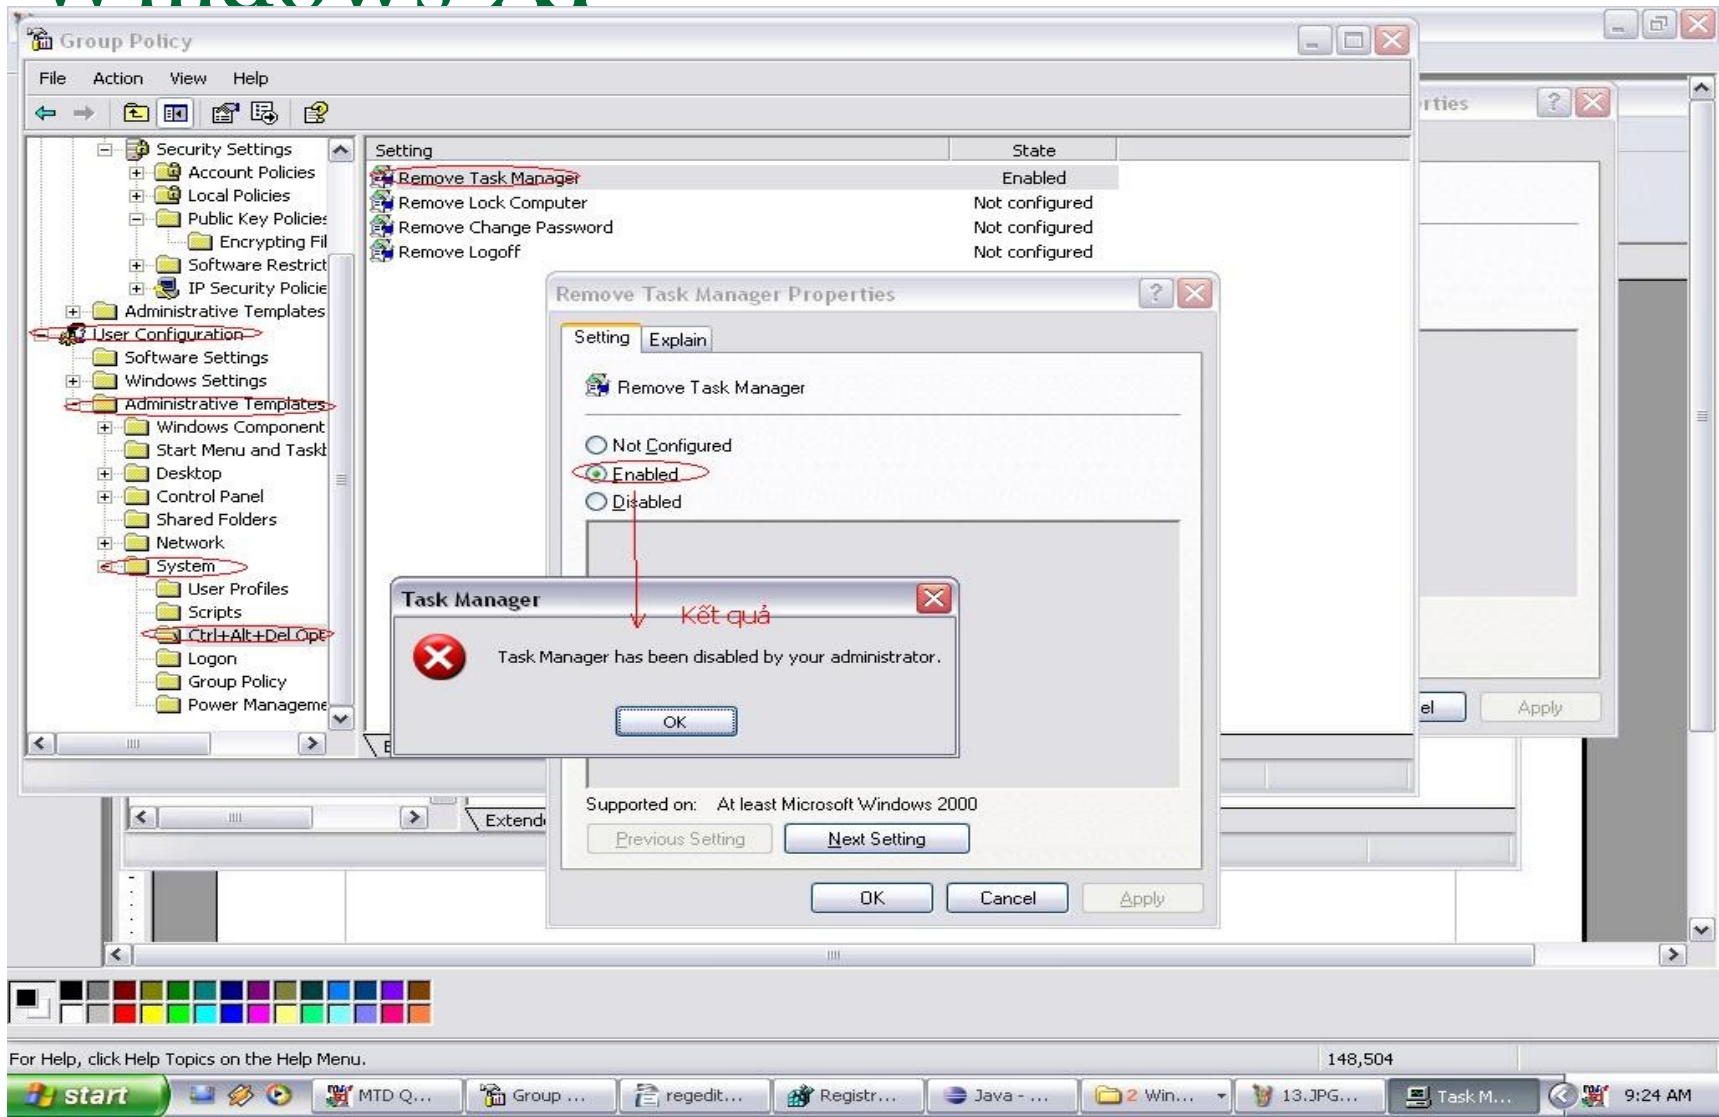 Windows XP
Group Policy
File Action View Help
Security Settings
Account Policies
Local Policies
Public Key Policies
Encrypting Fil
Software Restrict
IP Security Policie
Administrative Templates
User Configuration
Software Settings
Windows Settings
Administrative Templates
Windows Component
Start Menu and Taskb
Desktop
Control Panel
Shared Folders
Network
System
User Profiles
Scripts
Ctrl+Alt+Del Opt
Logon
Group Policy
Power Manageme
Setting State
Remove Task Manager Enabled
Remove Lock Computer Not configured
Remove Change Password Not configured
Remove Logoff Not configured
rties
el Apply
Remove Task Manager Properties
Setting Explain
Remove Task Manager
Not Configured
Enabled
Disabled
Task Manager
Kết quả
Task Manager has been disabled by your administrator.
OK
Supported on: At least Microsoft Windows 2000
Previous Setting Next Setting
OK Cancel Apply
Extende
For Help, click Help Topics on the Help Menu.
148,504
start MTD Q... Group ... regedit... Registr... Java - ... 2 Win... 13.JPG... Task M... 9:24 AM